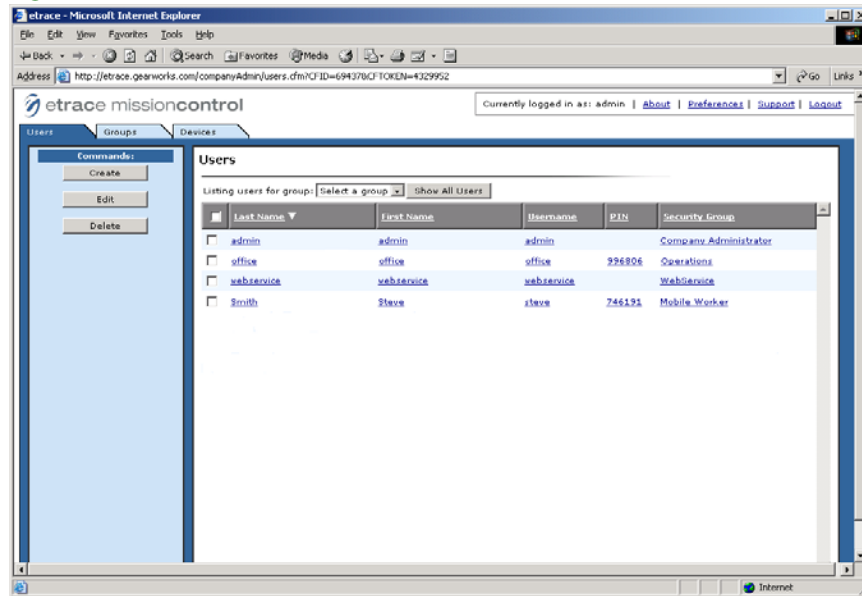 etrace - Microsoft Internet Explorer
File Edit View Favorites Tools Help
Back Search Favorites Media
Address http://etrace.gearworks.com/companyAdmin/users.cfm?CFID=69437&CFTOKEN=4329952 Go Links
etrace missioncontrol
Currently logged in as: admin | About | Preferences | Support | Logout
Users Groups Devices
Commands:
Create
Edit
Delete
Users
Listing users for group: Select a group Show All Users
Last Name First Name Username PIN Security Group
admin admin admin Company Administrator
office office office 996806 Operations
webservice webservice webservice WebService
Smith Steve steve 746191 Mobile Worker
Internet